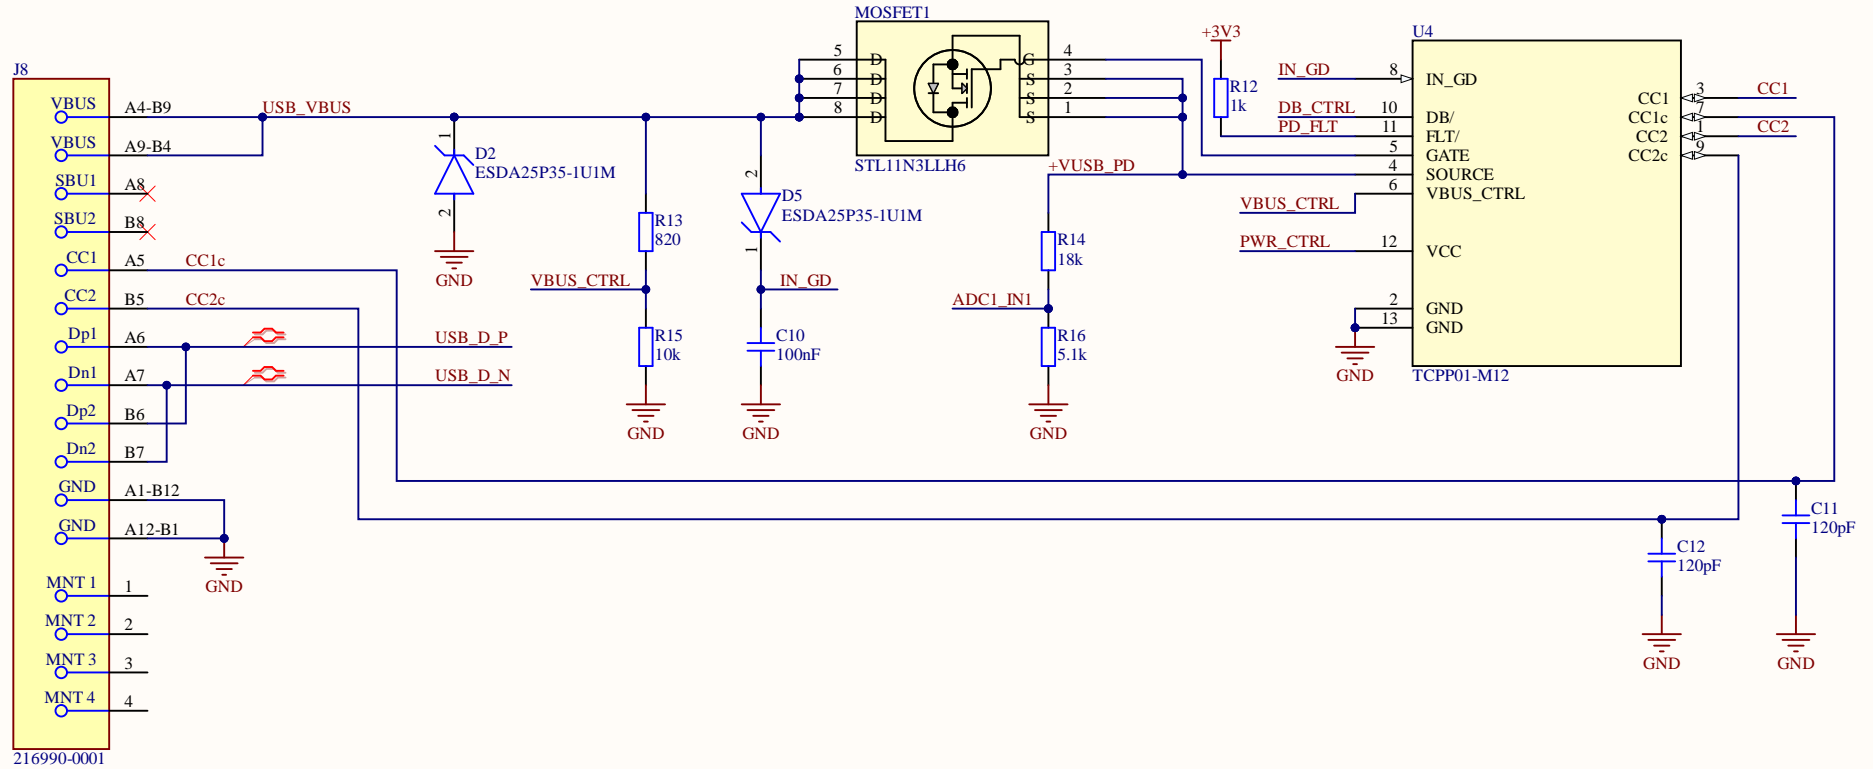 J8
VBUS A4-B9
VBUS A9-B4
SBU1 A8
SBU2 B8
CC1 A5
CC2 B5
Dp1 A6
Dn1 A7
Dp2 B6
Dn2 B7
GND A1-B12
GND A12-B1
MNT 1 1
MNT 2 2
MNT 3 3
MNT 4 4
216990-0001
USB_VBUS
CC1c
CC2c
USB_D_P
USB_D_N
GND
1
D2
ESDA25P35-1U1M
2
GND
R13
820
VBUS_CTRL
R15
10k
GND
2
D5
ESDA25P35-1U1M
1
IN_GD
C10
100nF
GND
MOSFET1
5 D G 4
6 D S 3
7 D S 2
8 D S 1
STL11N3LLH6
+VUSB_PD
R14
18k
ADC1_IN1
R16
5.1k
GND
+3V3
R12
1k
IN_GD
DB_CTRL
PD_FLT
VBUS_CTRL
PWR_CTRL
GND
U4
8 IN_GD
10 DB/
11 FLT/
5 GATE
4 SOURCE
6 VBUS_CTRL
12 VCC
2 GND
13 GND
CC1 3 CC1
CC1c 7
CC2 1 CC2
CC2c 9
TCPP01-M12
C11
120pF
GND
C12
120pF
GND